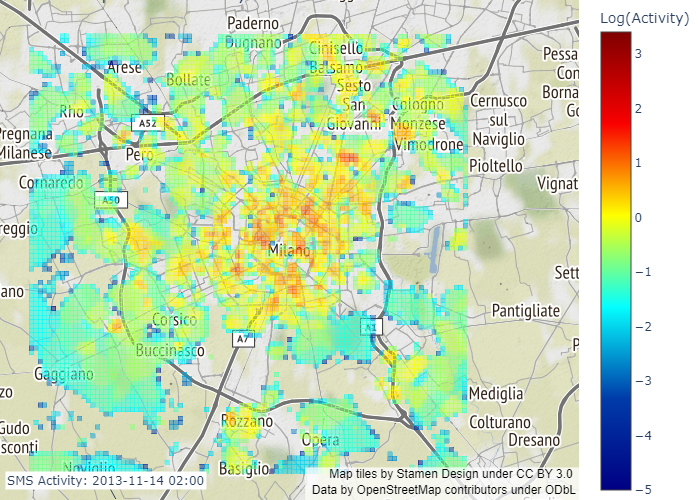 Log(Activity)
Paderno
Dugnano
Cinisello
Balsamo
Arese
Bollate
Sesto
San
Giovanni
Cologno
Monzese
Cernusco
sul
Naviglio
Pessa
Con
Borna
Go
Rho
A52
Pregnana
Milanese
Pero
Vimodrone
Pioltello
Cornaredo
Vignat
A50
reggio
Milano
Sett
ano
Pantigliate
Corsico
A1
A7
P
Buccinasco
Gaggiano
zo
Mediglia
Rozzano
Colturano
Gudo
Dresano
sconti
Opera
Noviglio
Basiglio
SMS Activity: 2013-11-14 02:00
Map tiles by Stamen Design under CC BY 3.0
Data by OpenStreetMap contributors under ODbL
3
2
1
0
−1
−2
−3
−4
−5